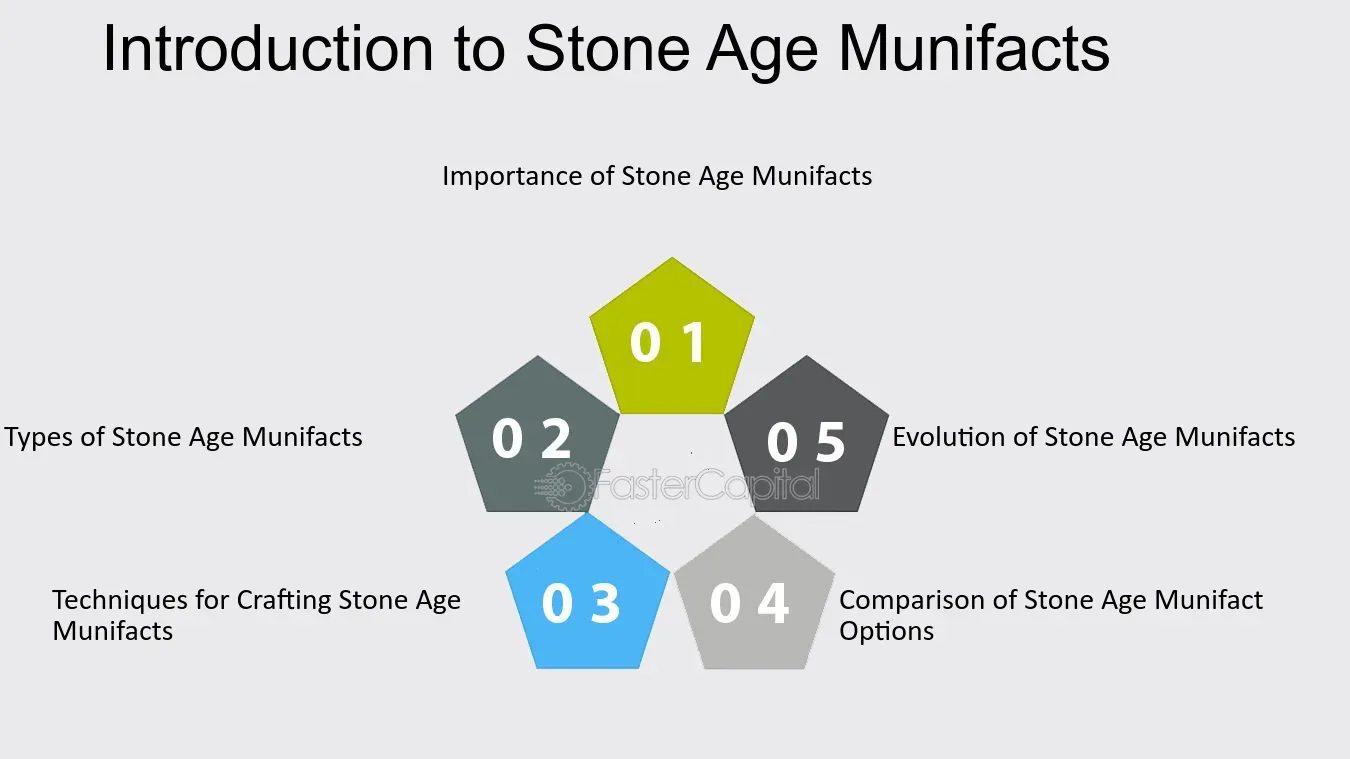 Introduction to Stone Age Munifacts
Importance of Stone Age Munifacts
0 1
0 2
0 5
Types of Stone Age Munifacts
Evolution of Stone Age Munifacts
FasterCapital
0 3
0 4
Techniques for Crafting Stone Age
Munifacts
Comparison of Stone Age Munifact
Options